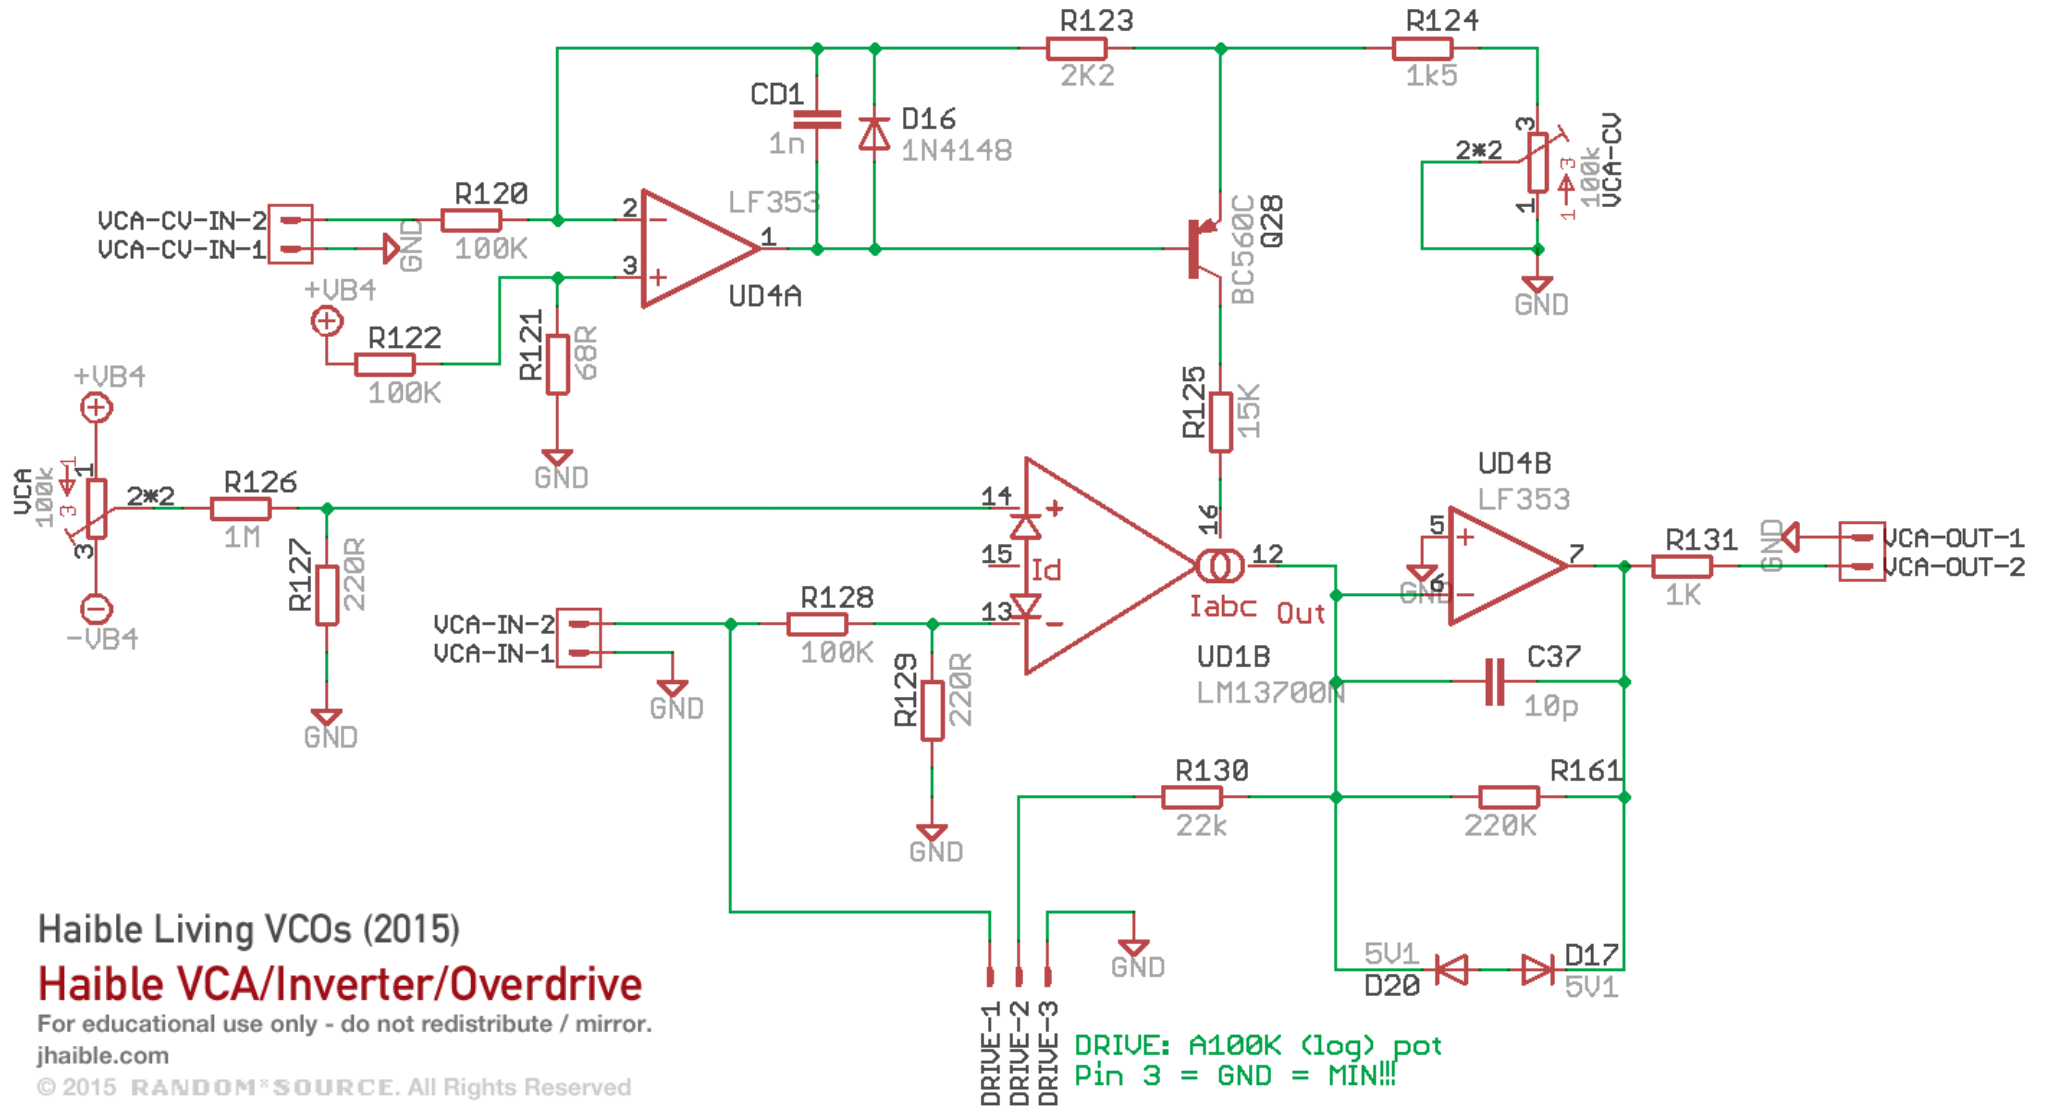 R123
2K2
R124
1k5
CD1
1n
D16
1N4148
3
2*2
1
1 3
100k
VCA-CV
GND
VCA-CV-IN-2
VCA-CV-IN-1
GND
R120
100K
2
3
1
LF353
UD4A
BC560C
Q28
+VB4
R122
100K
R121
68R
GND
R125
15K
+VB4
VCA
100k
3 1
1
2*2
3
-VB4
R126
1M
R127
220R
GND
14
15
13
+
Id
-
16
12
Iabc
Out
UD1B
LM13700N
VCA-IN-2
VCA-IN-1
GND
R128
100K
R129
220R
GND
UD4B
LF353
5
6
7
GND
R131
1K
GND
VCA-OUT-1
VCA-OUT-2
C37
10p
R130
22k
R161
220K
5V1
D20
D17
5V1
GND
DRIVE-1
DRIVE-2
DRIVE-3
DRIVE: A100K (log) pot
Pin 3 = GND = MIN!!!
Haible Living VCOs (2015)
Haible VCA/Inverter/Overdrive
For educational use only - do not redistribute / mirror.
jhaible.com
© 2015 RANDOM*SOURCE. All Rights Reserved